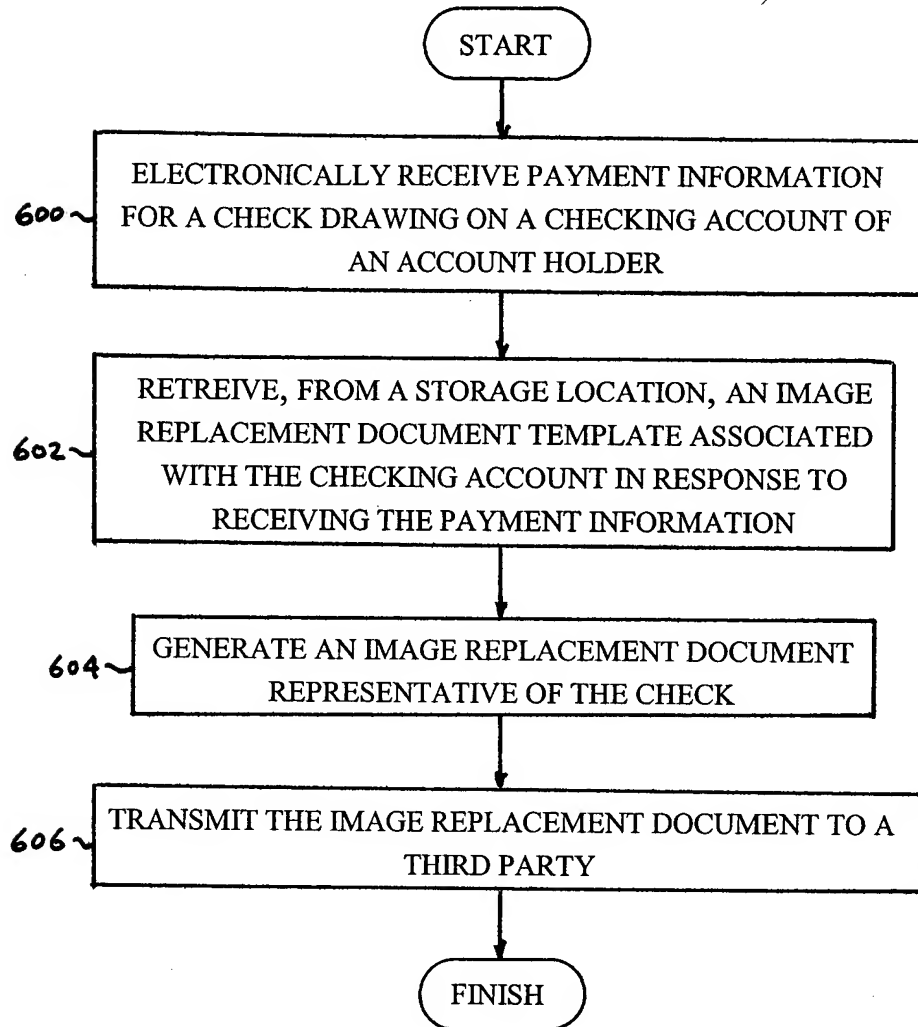 START
600
ELECTRONICALLY RECEIVE PAYMENT INFORMATION
FOR A CHECK DRAWING ON A CHECKING ACCOUNT OF
AN ACCOUNT HOLDER
602
RETREIVE, FROM A STORAGE LOCATION, AN IMAGE
REPLACEMENT DOCUMENT TEMPLATE ASSOCIATED
WITH THE CHECKING ACCOUNT IN RESPONSE TO
RECEIVING THE PAYMENT INFORMATION
604
GENERATE AN IMAGE REPLACEMENT DOCUMENT
REPRESENTATIVE OF THE CHECK
606
TRANSMIT THE IMAGE REPLACEMENT DOCUMENT TO A
THIRD PARTY
FINISH